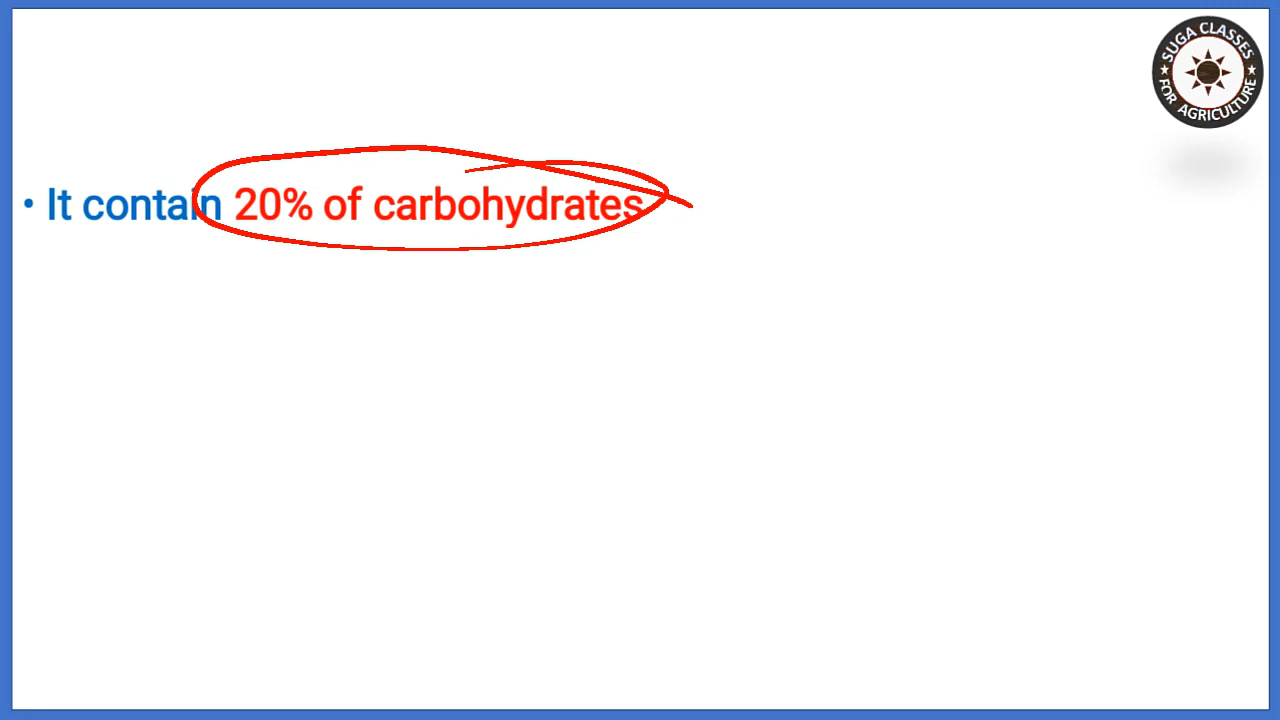 SUGA CLASSES
FOR AGRICULTURE
• It contain 20% of carbohydrates